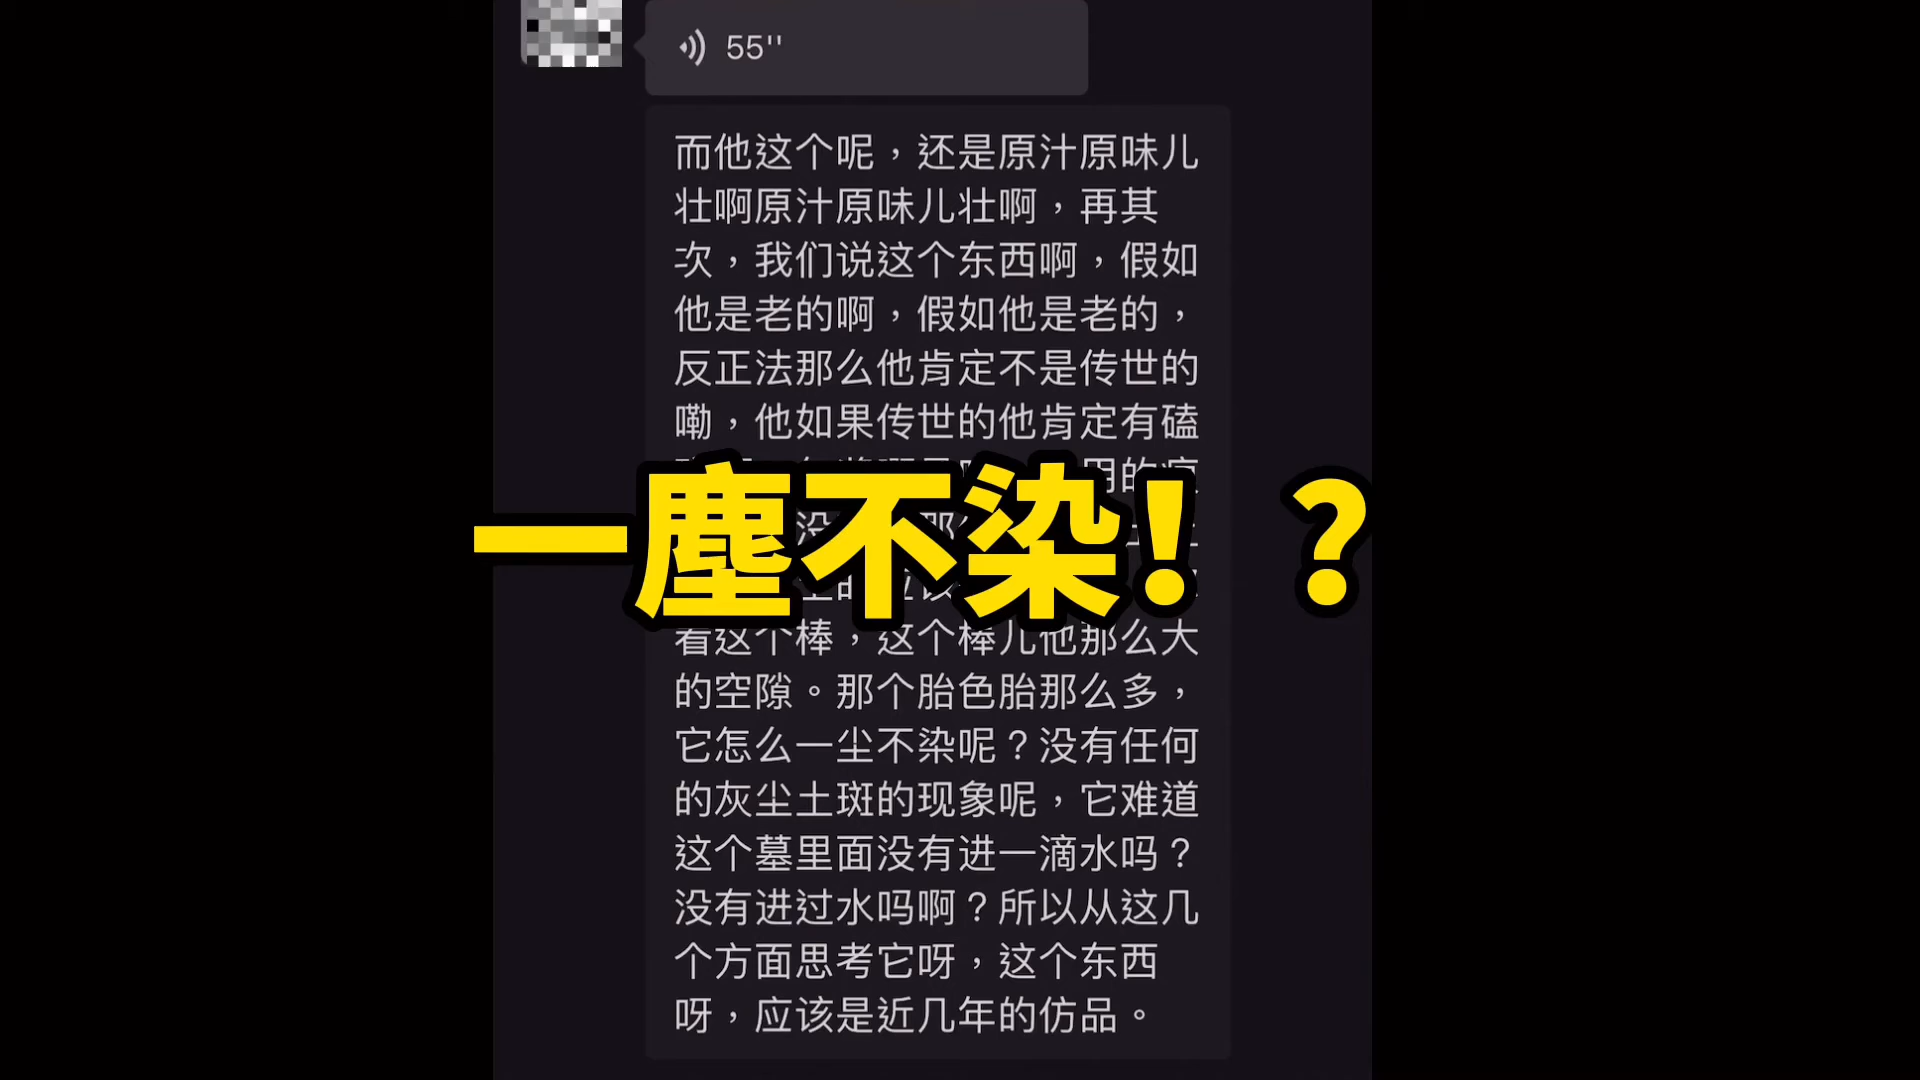 55''
而他这个呢，还是原汁原味儿
壮啊原汁原味儿壮啊，再其
次，我们说这个东西啊，假如
他是老的啊，假如他是老的，
反正法那么他肯定不是传世的
嘞，他如果传世的他肯定有磕
一塵不染！？
着这个棒，这个棒儿他那么大
的空隙。那个胎色胎那么多，
它怎么一尘不染呢？没有任何
的灰尘土斑的现象呢，它难道
这个墓里面没有进一滴水吗？
没有进过水吗啊？所以从这几
个方面思考它呀，这个东西
呀，应该是近几年的仿品。